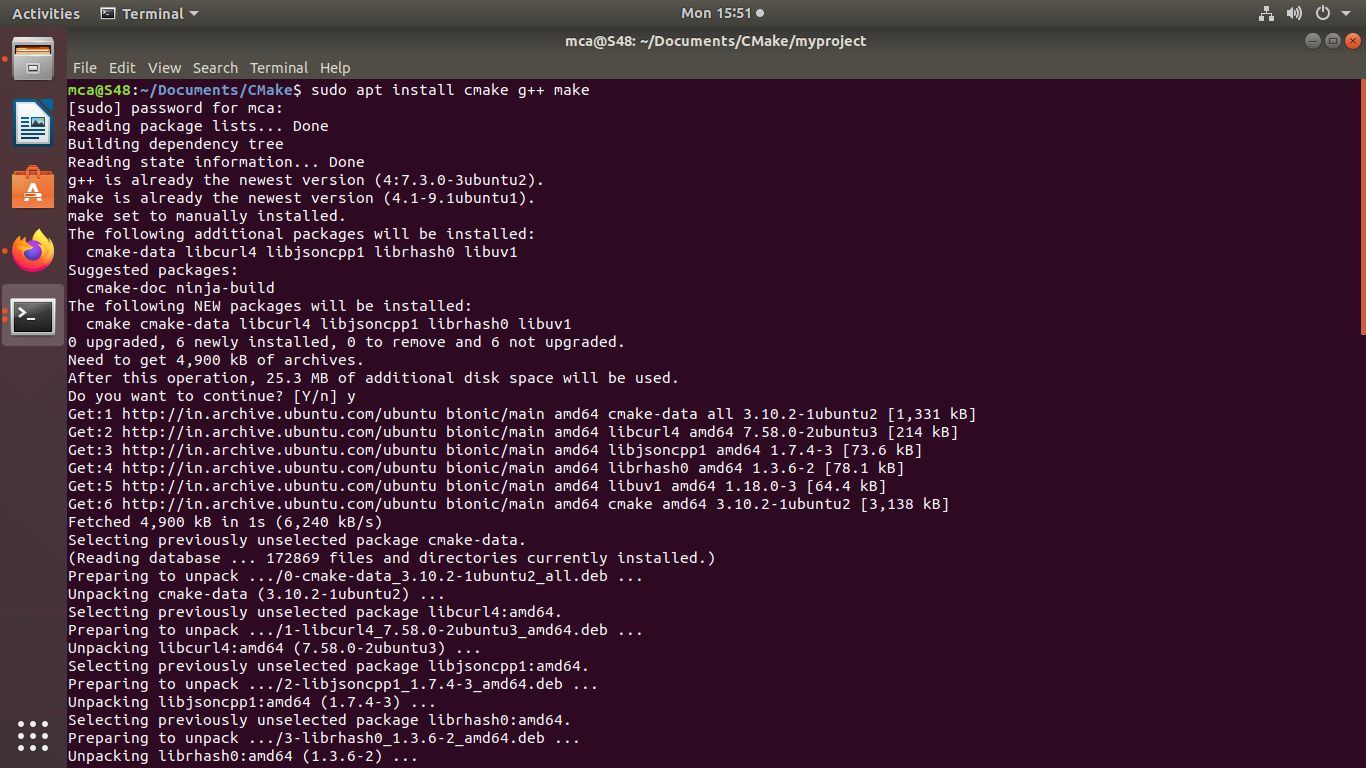 Activities Terminal Mon 15:51
mca@S48: ~/Documents/CMake/myproject
File Edit View Search Terminal Help
mca@S48:~/Documents/CMake$ sudo apt install cmake g++ make
[sudo] password for mca:
Reading package lists... Done
Building dependency tree
Reading state information... Done
g++ is already the newest version (4:7.3.0-3ubuntu2).
make is already the newest version (4.1-9.1ubuntu1).
make set to manually installed.
The following additional packages will be installed:
  cmake-data libcurl4 libjsoncpp1 librhash0 libuv1
Suggested packages:
  cmake-doc ninja-build
The following NEW packages will be installed:
  cmake cmake-data libcurl4 libjsoncpp1 librhash0 libuv1
0 upgraded, 6 newly installed, 0 to remove and 6 not upgraded.
Need to get 4,900 kB of archives.
After this operation, 25.3 MB of additional disk space will be used.
Do you want to continue? [Y/n] y
Get:1 http://in.archive.ubuntu.com/ubuntu bionic/main amd64 cmake-data all 3.10.2-1ubuntu2 [1,331 kB]
Get:2 http://in.archive.ubuntu.com/ubuntu bionic/main amd64 libcurl4 amd64 7.58.0-2ubuntu3 [214 kB]
Get:3 http://in.archive.ubuntu.com/ubuntu bionic/main amd64 libjsoncpp1 amd64 1.7.4-3 [73.6 kB]
Get:4 http://in.archive.ubuntu.com/ubuntu bionic/main amd64 librhash0 amd64 1.3.6-2 [78.1 kB]
Get:5 http://in.archive.ubuntu.com/ubuntu bionic/main amd64 libuv1 amd64 1.18.0-3 [64.4 kB]
Get:6 http://in.archive.ubuntu.com/ubuntu bionic/main amd64 cmake amd64 3.10.2-1ubuntu2 [3,138 kB]
Fetched 4,900 kB in 1s (6,240 kB/s)
Selecting previously unselected package cmake-data.
(Reading database ... 172869 files and directories currently installed.)
Preparing to unpack .../0-cmake-data_3.10.2-1ubuntu2_all.deb ...
Unpacking cmake-data (3.10.2-1ubuntu2) ...
Selecting previously unselected package libcurl4:amd64.
Preparing to unpack .../1-libcurl4_7.58.0-2ubuntu3_amd64.deb ...
Unpacking libcurl4:amd64 (7.58.0-2ubuntu3) ...
Selecting previously unselected package libjsoncpp1:amd64.
Preparing to unpack .../2-libjsoncpp1_1.7.4-3_amd64.deb ...
Unpacking libjsoncpp1:amd64 (1.7.4-3) ...
Selecting previously unselected package librhash0:amd64.
Preparing to unpack .../3-librhash0_1.3.6-2_amd64.deb ...
Unpacking librhash0:amd64 (1.3.6-2) ...